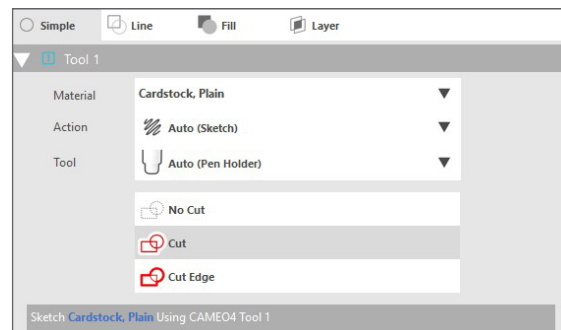 Simple Line Fill Layer
1 Tool 1
Material Cardstock, Plain
Action Auto (Sketch)
Tool Auto (Pen Holder)
No Cut
Cut
Cut Edge
Sketch Cardstock, Plain Using CAMEO4 Tool 1